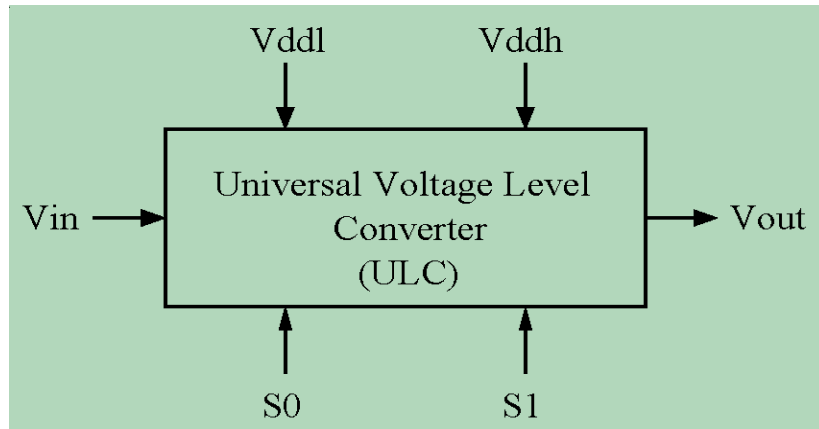 Vddl Vddh
Universal Voltage Level
Vin Converter Vout
(ULC)
S0 S1